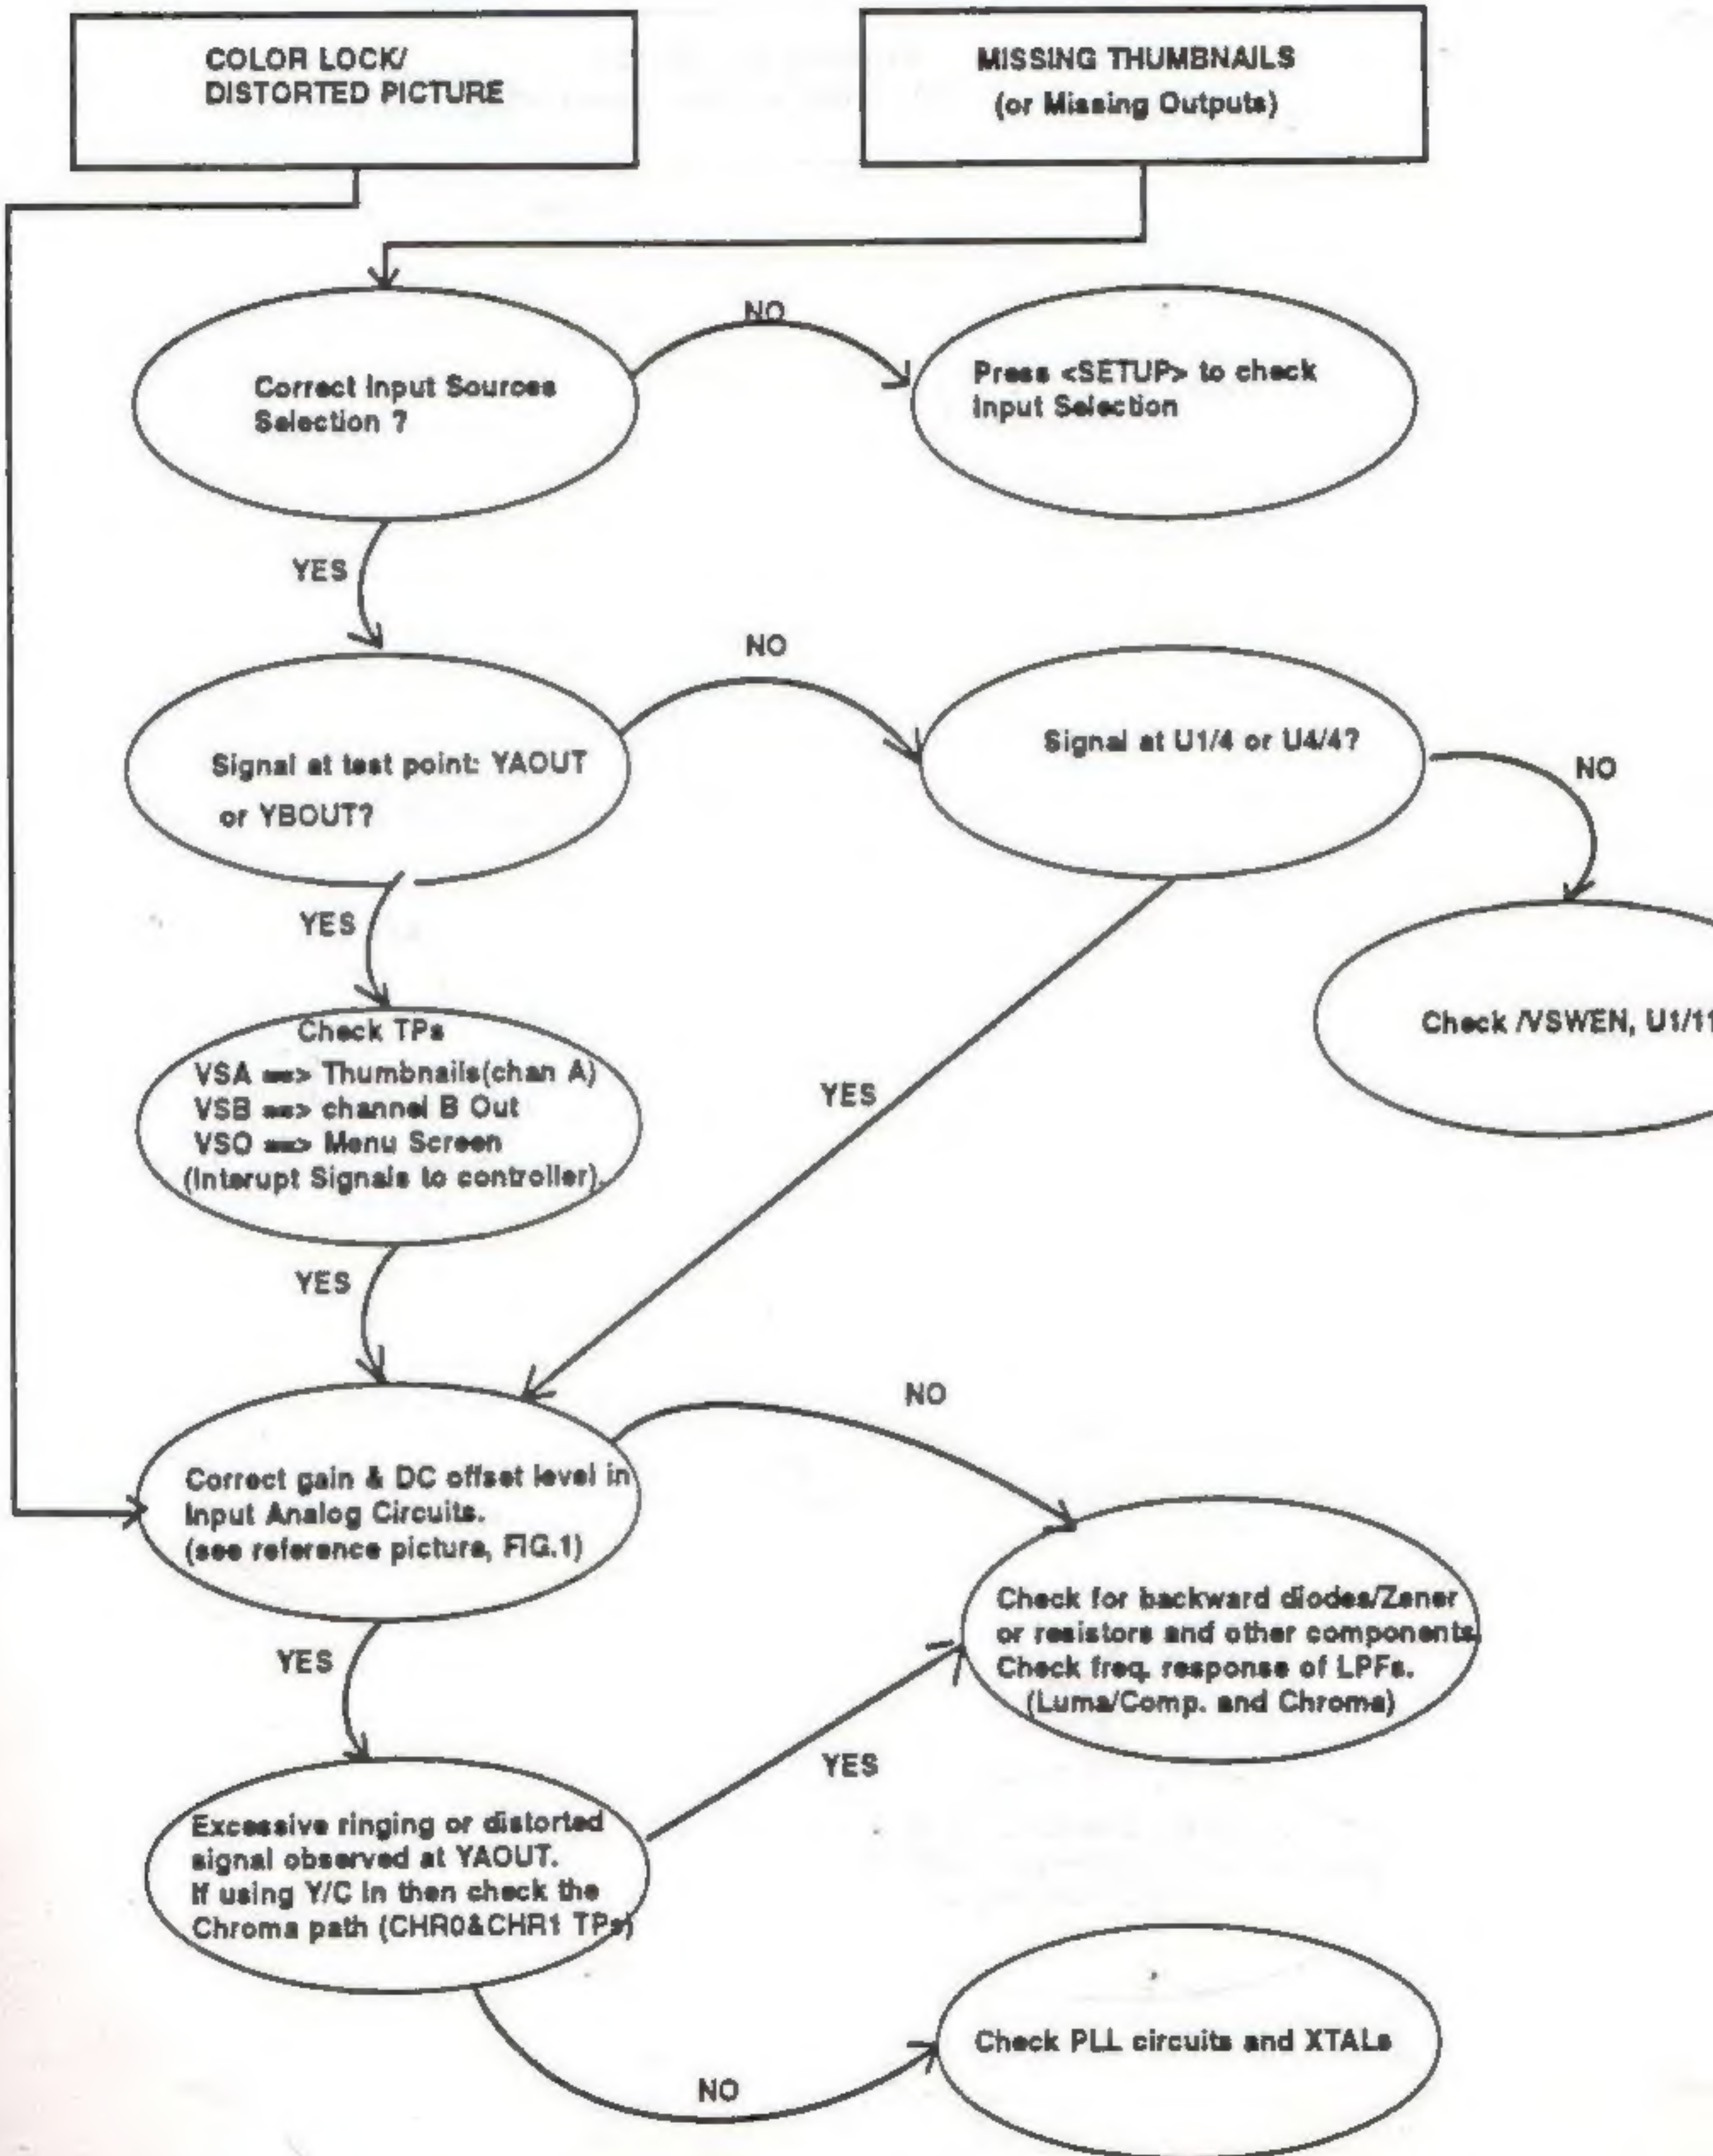 COLOR LOCK/
DISTORTED PICTURE
MISSING THUMBNAILS
(or Missing Outputs)
NO
Correct Input Sources
Selection ?
Press <SETUP> to check
Input Selection
YES
NO
Signal at test point: YAOUT
or YBOUT?
Signal at U1/4 or U4/4?
NO
YES
Check TPs
VSA ==> Thumbnails(chan A)
VSB ==> channel B Out
VSO ==> Menu Screen
(Interupt Signals to controller).
Check /VSWEN, U1/11
YES
YES
NO
Correct gain & DC offset level in
Input Analog Circuits.
(see reference picture, FIG.1)
Check for backward diodes/Zener
or resistors and other components.
Check freq. response of LPFs.
(Luma/Comp. and Chroma)
YES
YES
Excessive ringing or distorted
signal observed at YAOUT.
If using Y/C in then check the
Chroma path (CHR0&CHR1 TPs)
Check PLL circuits and XTALs
NO